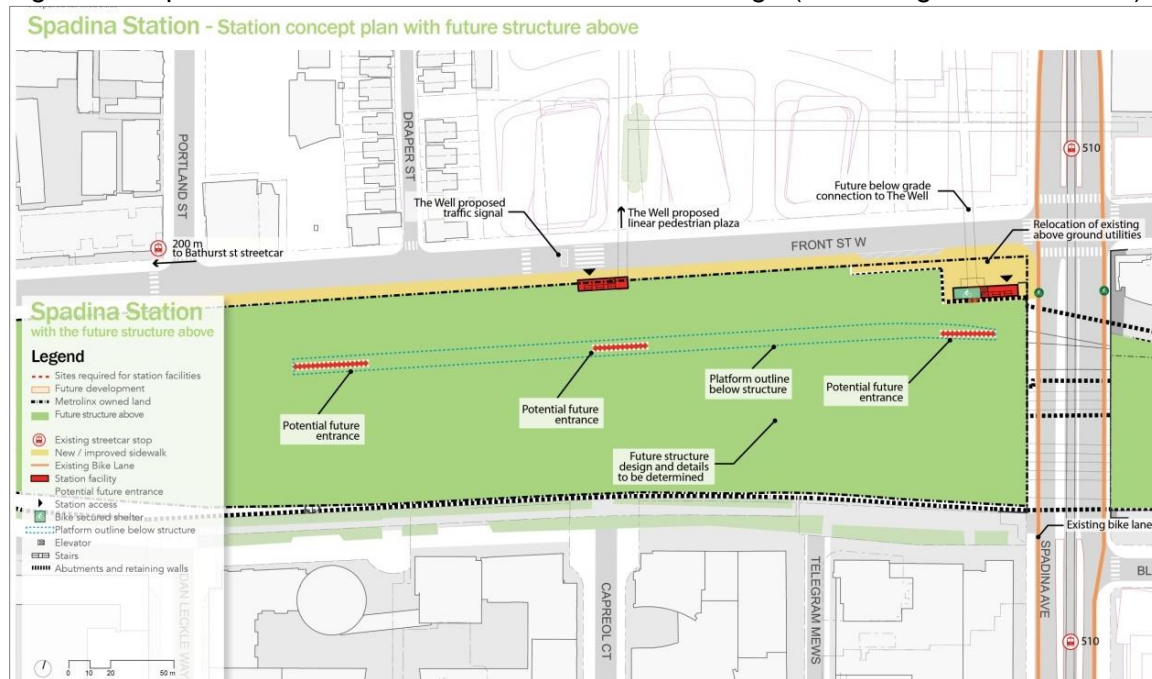 Spadina Station - Station concept plan with future structure above
PORTLAND ST
DRAPER ST
510
The Well proposed
traffic signal
The Well proposed
linear pedestrian plaza
Future below grade
connection to The Well
Relocation of existing
above ground utilities
200 m
to Bathurst st streetcar
FRONT ST W
Spadina Station
with the future structure above
Legend
Sites required for station facilities
Future development
Metrolinx owned land
Future structure above
Existing streetcar stop
New / improved sidewalk
Existing Bike Lane
Station facility
Potential future entrance
Station access
Bike secured shelter
Platform outline below structure
Elevator
Stairs
Abutments and retaining walls
0 10 20 50 m
Potential future
entrance
Potential future
entrance
Platform outline
below structure
Potential future
entrance
Future structure
design and details
to be determined
Existing bike lane
DAN LECKLE WAY
CAPREOL CT
TELEGRAM MEWS
SPADINA AVE
BL
510